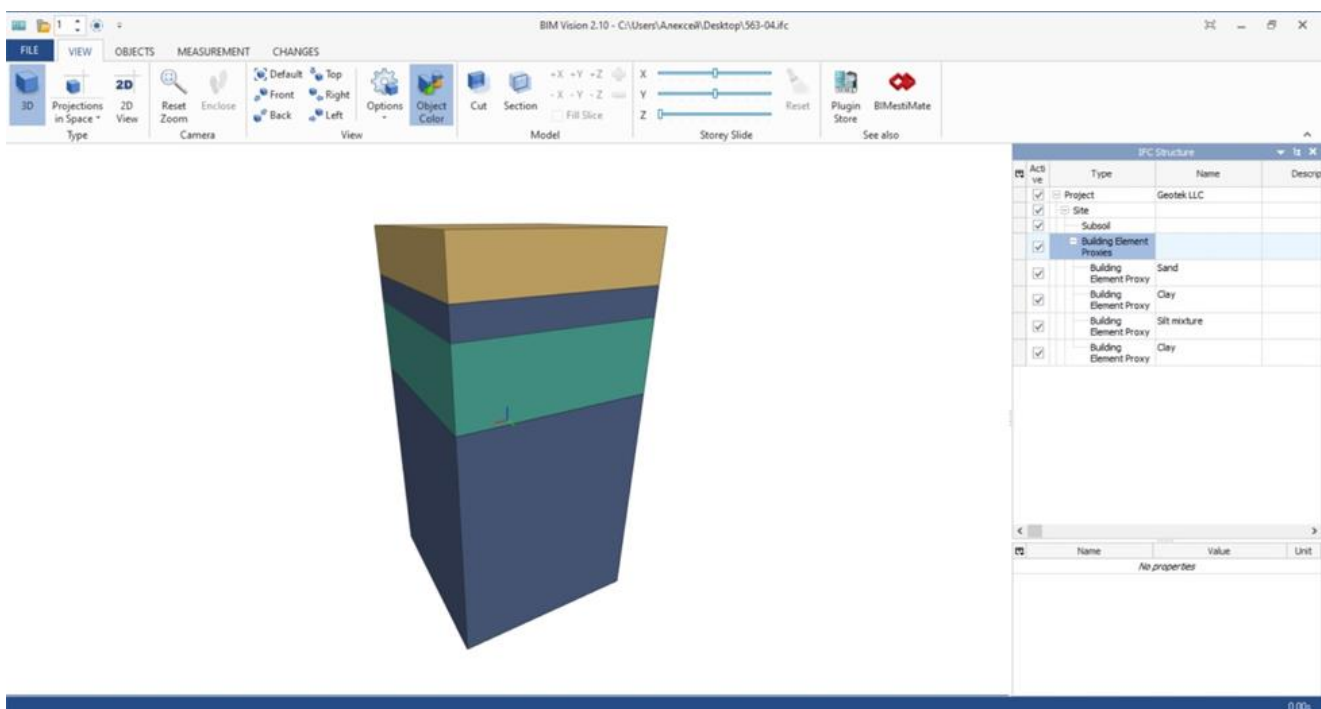 1
BIM Vision 2.10 - C:\Users\Алексей\Desktop\563-04.ifc
FILE VIEW OBJECTS MEASUREMENT CHANGES
3D
Projections in Space
2D
2D View
Type
Reset Zoom
Enclose
Camera
Default Top
Front Right
Back Left
Options
Object Color
View
Cut
Section
+X +Y +Z
-X -Y -Z
Fill Slice
Model
X
Y
Z
Reset
Storey Slide
Plugin Store
BIMestiMate
See also
IFC Structure
Acti ve Type Name Descrip
Project Geotek LLC
Site
Subsoil
Building Element Proxies
Building Element Proxy Sand
Building Element Proxy Clay
Building Element Proxy Silt mixture
Building Element Proxy Clay
Name Value Unit
No properties
0.00s